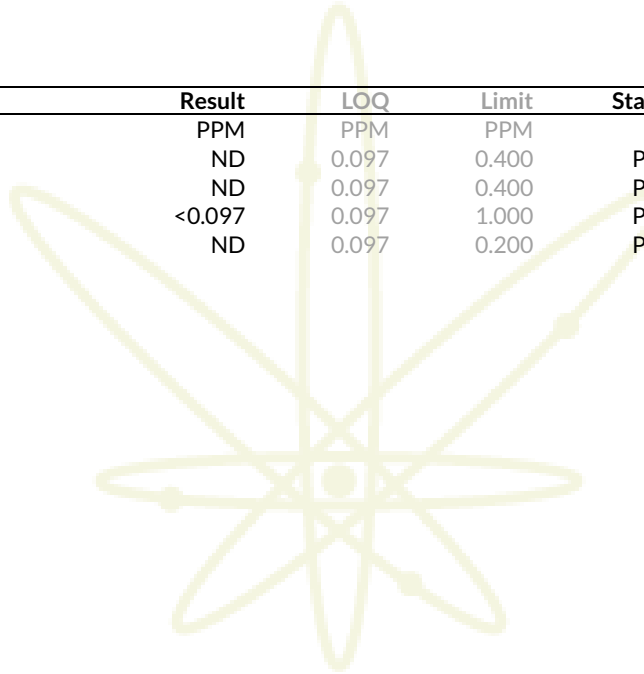 Result LOQ Limit Sta
PPM PPM PPM
ND 0.097 0.400 P
ND 0.097 0.400 P
<0.097 0.097 1.000 P
ND 0.097 0.200 P